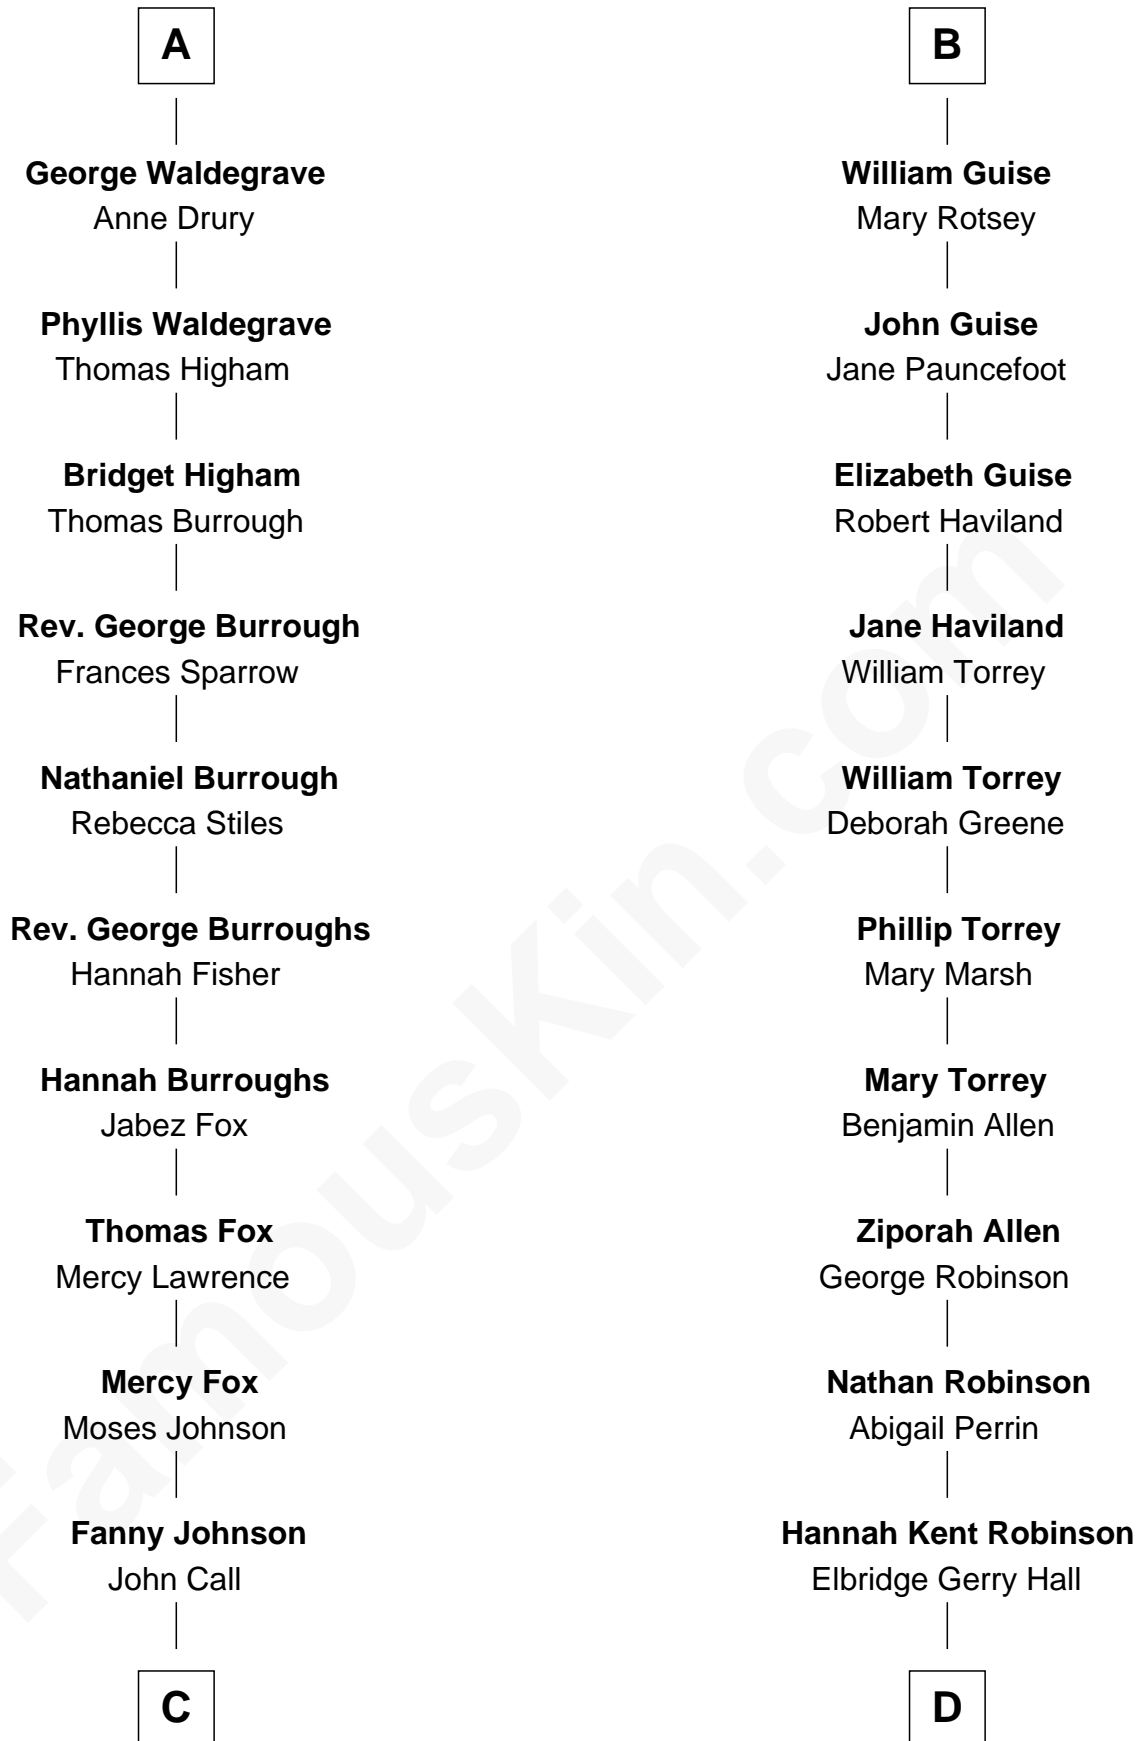 A
George Waldegrave
Anne Drury
Phyllis Waldegrave
Thomas Higham
Bridget Higham
Thomas Burrough
Rev. George Burrough
Frances Sparrow
Nathaniel Burrough
Rebecca Stiles
Rev. George Burroughs
Hannah Fisher
Hannah Burroughs
Jabez Fox
Thomas Fox
Mercy Lawrence
Mercy Fox
Moses Johnson
Fanny Johnson
John Call
C
B
William Guise
Mary Rotsey
John Guise
Jane Pauncefoot
Elizabeth Guise
Robert Haviland
Jane Haviland
William Torrey
William Torrey
Deborah Greene
Phillip Torrey
Mary Marsh
Mary Torrey
Benjamin Allen
Ziporah Allen
George Robinson
Nathan Robinson
Abigail Perrin
Hannah Kent Robinson
Elbridge Gerry Hall
D
FamousKin.com